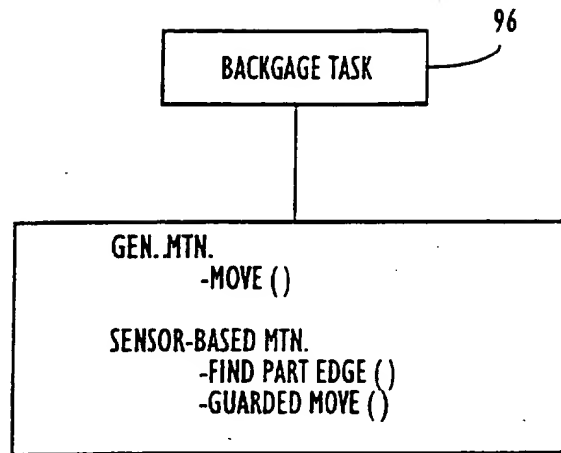 96
BACKGAGE TASK
GEN. MTN.
-MOVE ()
SENSOR-BASED MTN.
-FIND PART EDGE ()
-GUARDED MOVE ()